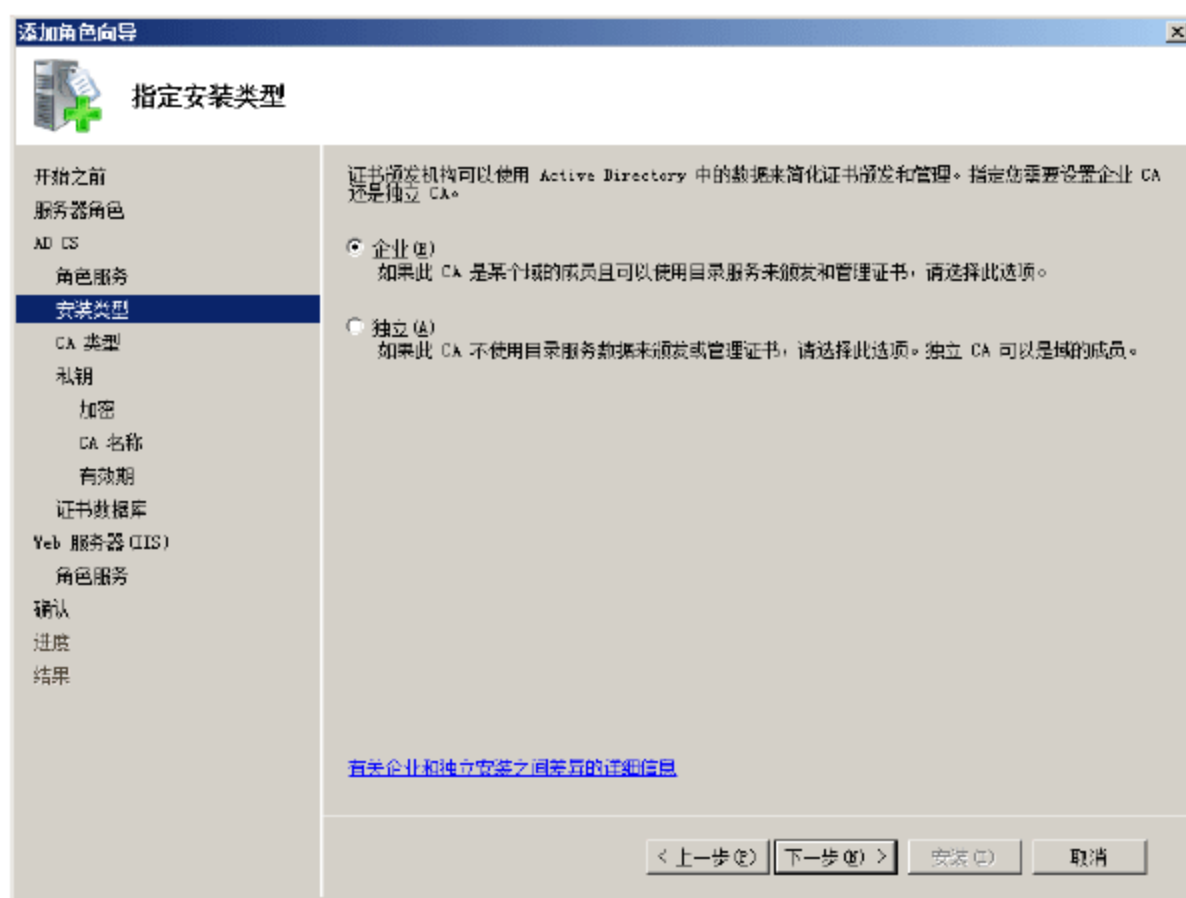 添加角色向导
指定安装类型
开始之前
服务器角色
AD CS
角色服务
安装类型
CA 类型
私钥
加密
CA 名称
有效期
证书数据库
Web 服务器(IIS)
角色服务
确认
进度
结果
证书颁发机构可以使用 Active Directory 中的数据来简化证书颁发和管理。指定您需要设置企业 CA
还是独立 CA。
企业(E)
如果此 CA 是某个域的成员且可以使用目录服务来颁发和管理证书，请选择此选项。
独立(A)
如果此 CA 不使用目录服务数据来颁发或管理证书，请选择此选项。独立 CA 可以是域的成员。
有关企业和独立安装之间差异的详细信息
< 上一步(P) 下一步(N) > 安装(I) 取消